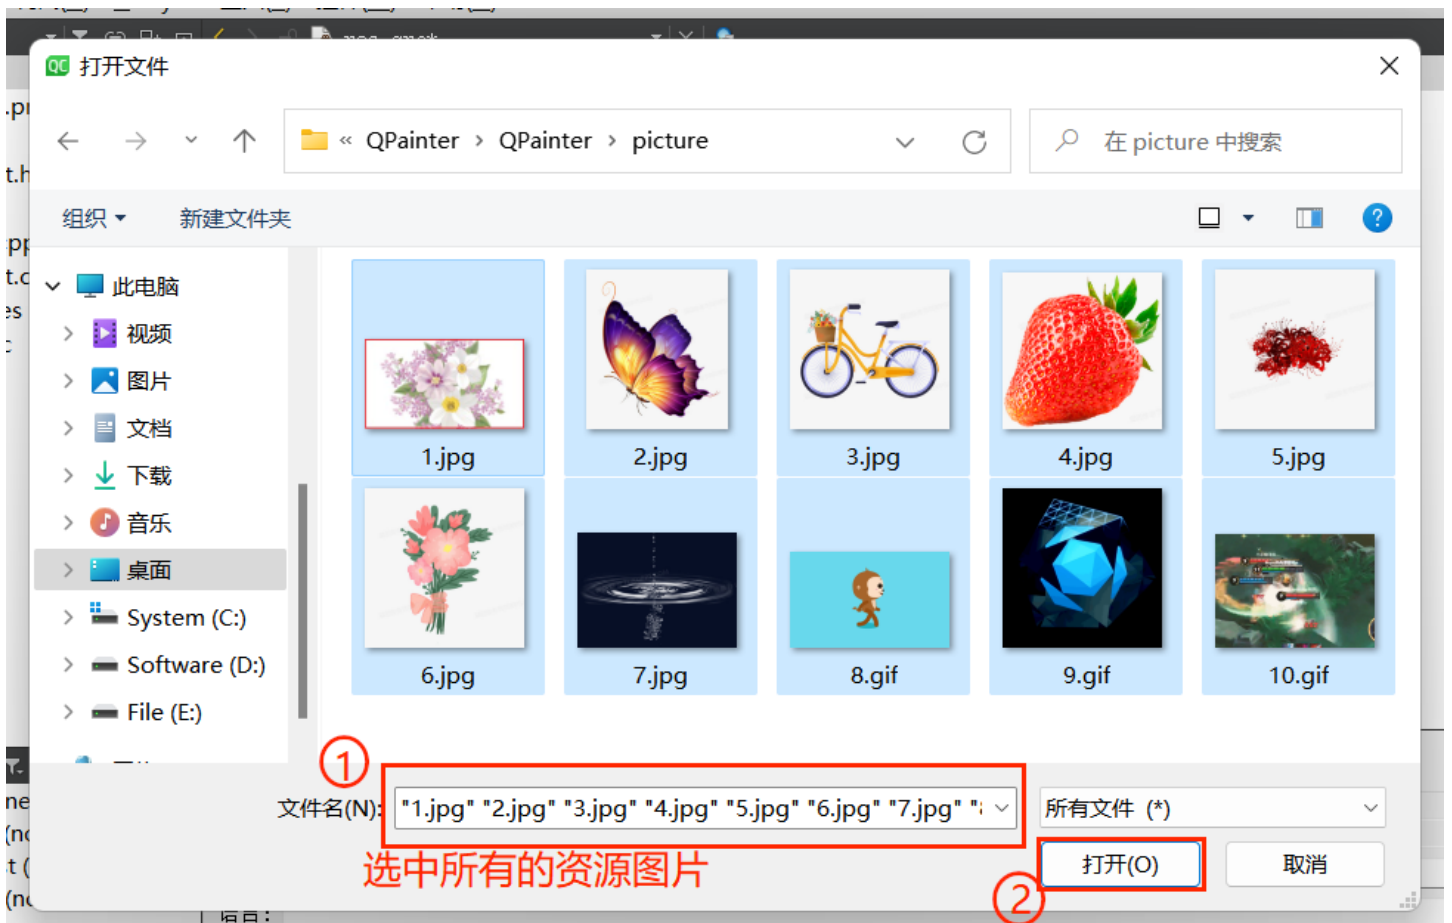 QC 打开文件
« QPainter › QPainter › picture
在 picture 中搜索
组织
新建文件夹
?
此电脑
视频
图片
文档
下载
音乐
桌面
System (C:)
Software (D:)
File (E:)
1.jpg
2.jpg
3.jpg
4.jpg
5.jpg
6.jpg
7.jpg
8.gif
9.gif
10.gif
①
文件名(N):
"1.jpg" "2.jpg" "3.jpg" "4.jpg" "5.jpg" "6.jpg" "7.jpg"
所有文件 (*)
选中所有的资源图片
打开(O)
取消
②
语言: